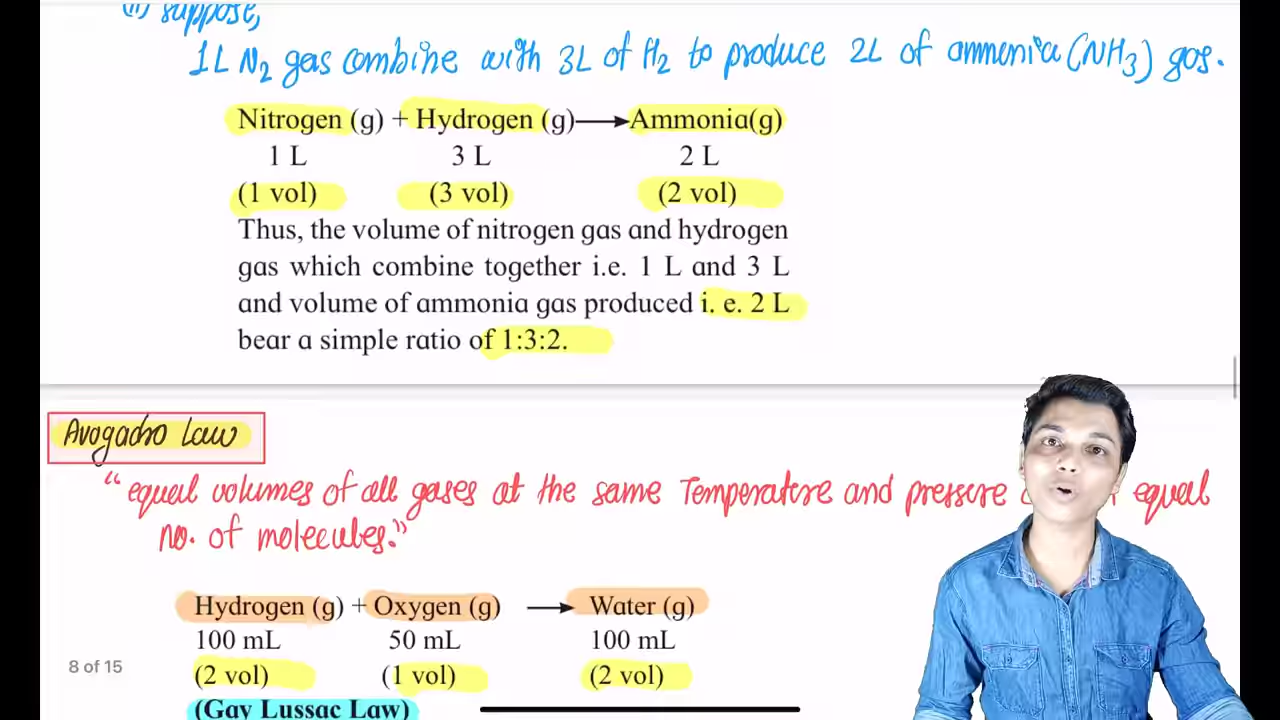 (ii) suppose,
1L N₂ gas combine with 3L of H₂ to produce 2L of ammonia (NH₃) gas.
Nitrogen (g) + Hydrogen (g) → Ammonia(g)
1 L 3 L 2 L
(1 vol) (3 vol) (2 vol)
Thus, the volume of nitrogen gas and hydrogen
gas which combine together i.e. 1 L and 3 L
and volume of ammonia gas produced i. e. 2 L
bear a simple ratio of 1:3:2.
Avogadro Law
"equal volumes of all gases at the same Temperature and pressure equal
no. of molecules."
Hydrogen (g) + Oxygen (g) → Water (g)
100 mL 50 mL 100 mL
8 of 15
(2 vol) (1 vol) (2 vol)
(Gay Lussac Law)